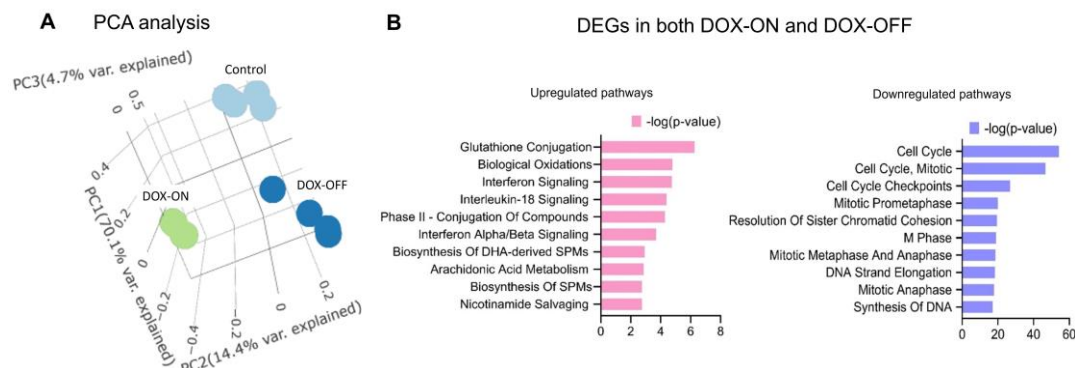 A PCA analysis
PC3(4.7% var. explained)
Control
0.5
0
0.4
0.2
0
DOX-ON
DOX-OFF
PC1(70.1% var. explained)
−0.2
−0.4
−0.2
0
0.2
PC2(14.4% var. explained)
B DEGs in both DOX-ON and DOX-OFF
Upregulated pathways
-log(p-value)
Glutathione Conjugation
Biological Oxidations
Interferon Signaling
Interleukin-18 Signaling
Phase II - Conjugation Of Compounds
Interferon Alpha/Beta Signaling
Biosynthesis Of DHA-derived SPMs
Arachidonic Acid Metabolism
Biosynthesis Of SPMs
Nicotinamide Salvaging
0 2 4 6 8
Downregulated pathways
-log(p-value)
Cell Cycle
Cell Cycle, Mitotic
Cell Cycle Checkpoints
Mitotic Prometaphase
Resolution Of Sister Chromatid Cohesion
M Phase
Mitotic Metaphase And Anaphase
DNA Strand Elongation
Mitotic Anaphase
Synthesis Of DNA
0 20 40 60